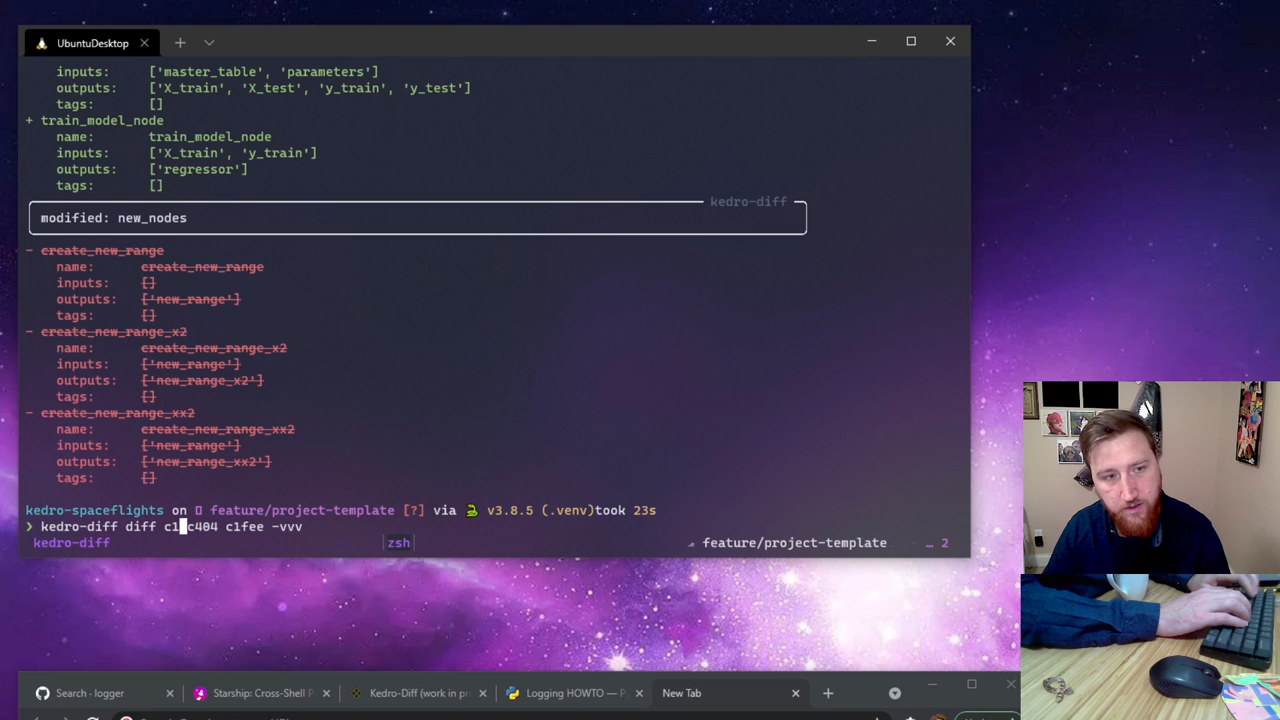 UbuntuDesktop
inputs: ['master_table', 'parameters']
outputs: ['X_train', 'X_test', 'y_train', 'y_test']
tags: []
+ train_model_node
name: train_model_node
inputs: ['X_train', 'y_train']
outputs: ['regressor']
tags: []
kedro-diff
modified: new_nodes
- create_new_range
name: create_new_range
inputs: []
outputs: ['new_range']
tags: []
- create_new_range_x2
name: create_new_range_x2
inputs: ['new_range']
outputs: ['new_range_x2']
tags: []
- create_new_range_xx2
name: create_new_range_xx2
inputs: ['new_range']
outputs: ['new_range_xx2']
tags: []
kedro-spaceflights on feature/project-template [?] via v3.8.5 (.venv)took 23s
❯ kedro-diff diff c1 c404 c1fee -vvv
kedro-diff zsh feature/project-template … 2
Search · logger Starship: Cross-Shell P Kedro-Diff (work in pr Logging HOWTO — P New Tab